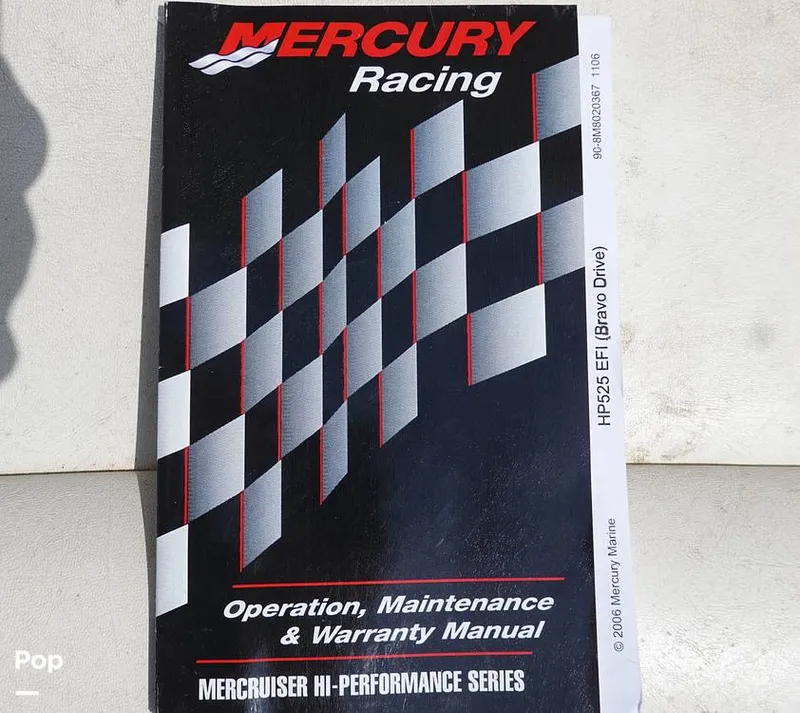 MERCURY
Racing
90-8M8020367 1106
HP525 EFI (Bravo Drive)
© 2006 Mercury Marine
Operation, Maintenance
& Warranty Manual
MERCRUISER HI-PERFORMANCE SERIES
Pop